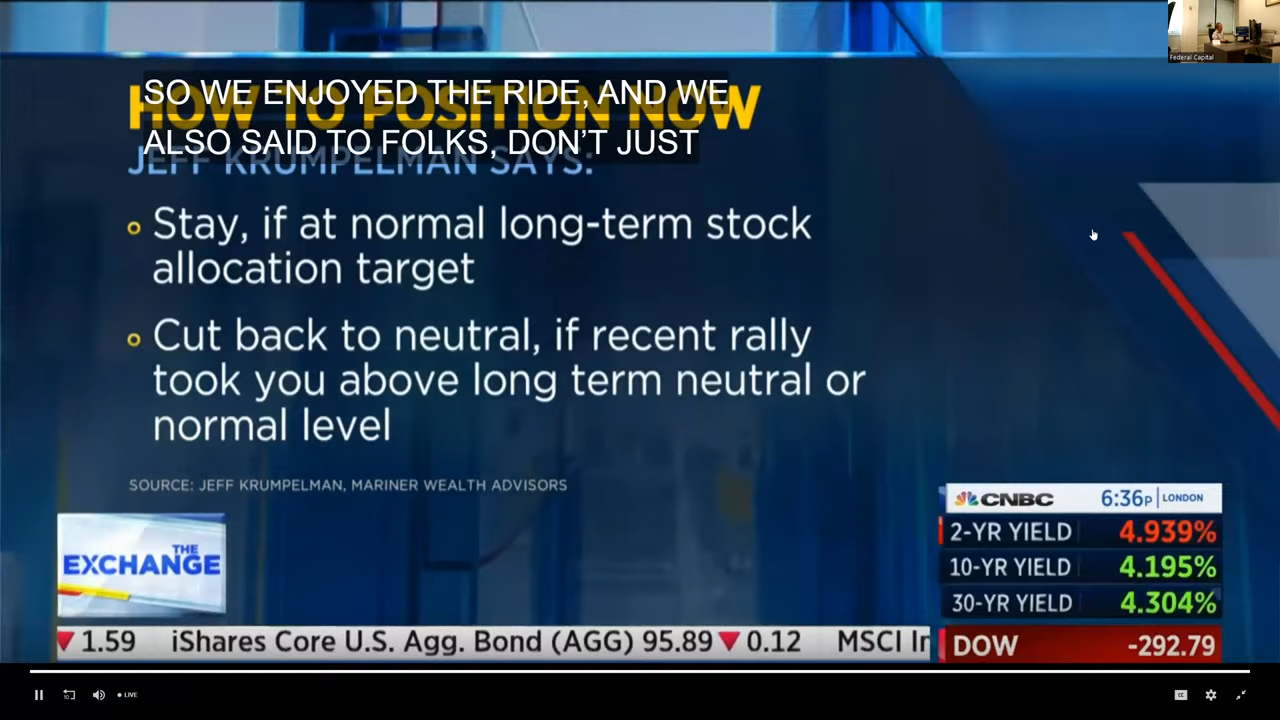 Federal Capital
SO WE ENJOYED THE RIDE, AND WE
ALSO SAID TO FOLKS, DON'T JUST
HOW TO POSITION NOW
JEFF KRUMPELMAN SAYS:
Stay, if at normal long-term stock
allocation target
Cut back to neutral, if recent rally
took you above long term neutral or
normal level
SOURCE: JEFF KRUMPELMAN, MARINER WEALTH ADVISORS
THE
EXCHANGE
CNBC 6:36P LONDON
2-YR YIELD 4.939%
10-YR YIELD 4.195%
30-YR YIELD 4.304%
▼ 1.59 iShares Core U.S. Agg. Bond (AGG) 95.89 ▼ 0.12 MSCI
DOW -292.79
10
LIVE
CC